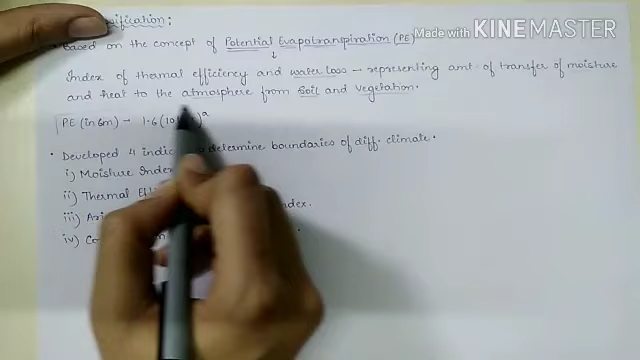 Made with KINEMASTER
Based on the concept of Potential Evapotranspiration (PE)
Index of thermal efficiency and water loss - representing amt. of transfer of moisture
and heat to the atmosphere from soil and vegetation.
PE (in cm) → 1.6 (10
• Developed 4 determine boundaries of diff. climate.
i) Moisture Index
ii) Thermal
iii) ndex.
iv)